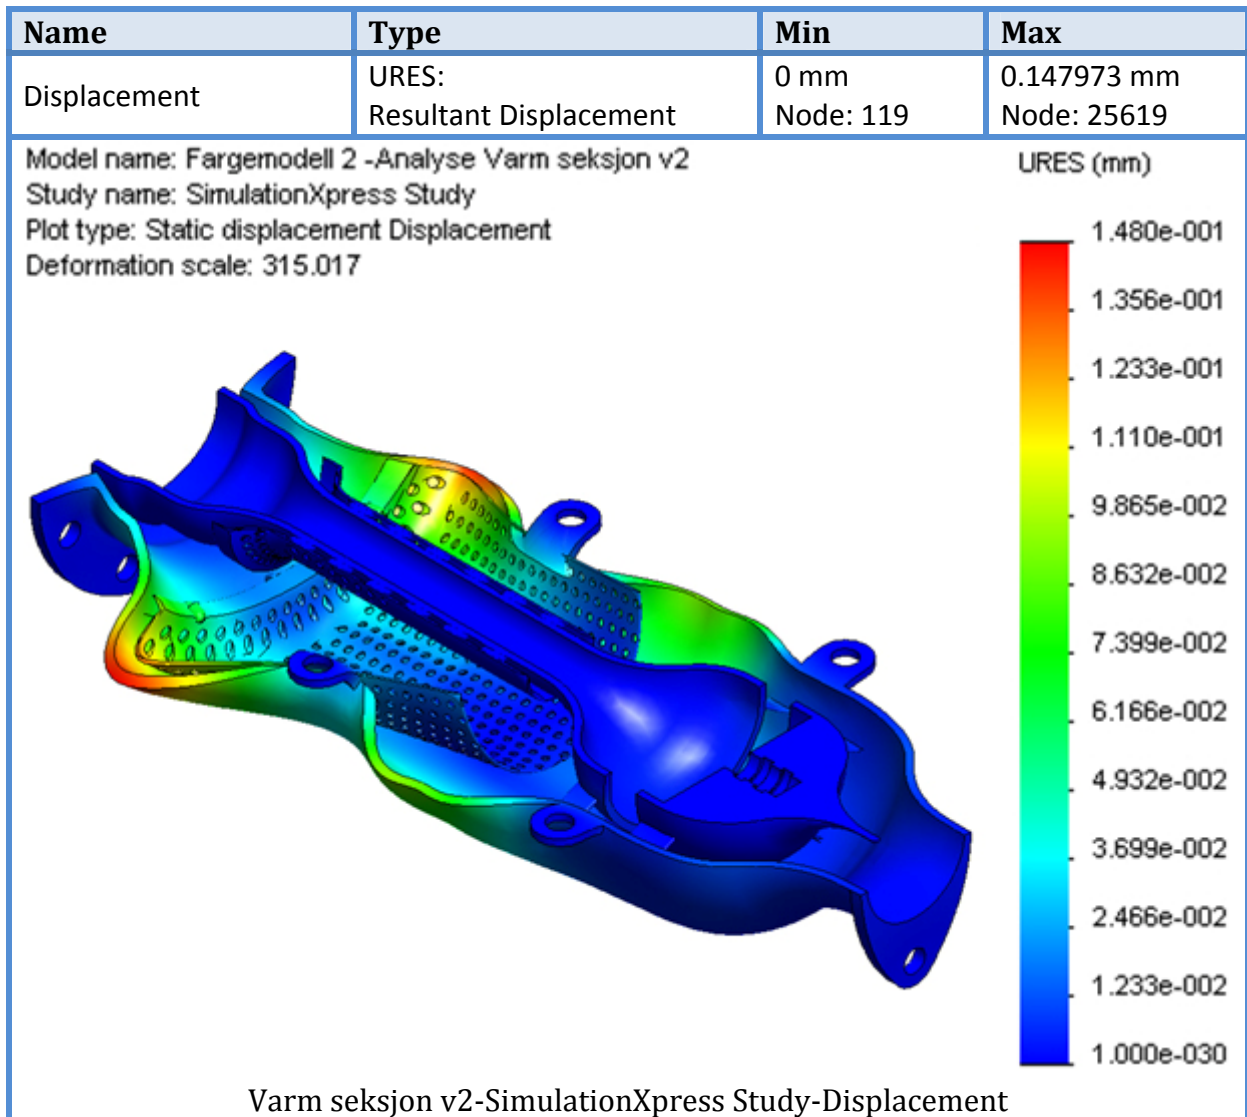 Name Type Min Max
Displacement URES: 0 mm 0.147973 mm
Resultant Displacement Node: 119 Node: 25619
Model name: Fargemodell 2 -Analyse Varm seksjon v2
Study name: SimulationXpress Study
Plot type: Static displacement Displacement
Deformation scale: 315.017
URES (mm)
1.480e-001
1.356e-001
1.233e-001
1.110e-001
9.865e-002
8.632e-002
7.399e-002
6.166e-002
4.932e-002
3.699e-002
2.466e-002
1.233e-002
1.000e-030
Varm seksjon v2-SimulationXpress Study-Displacement